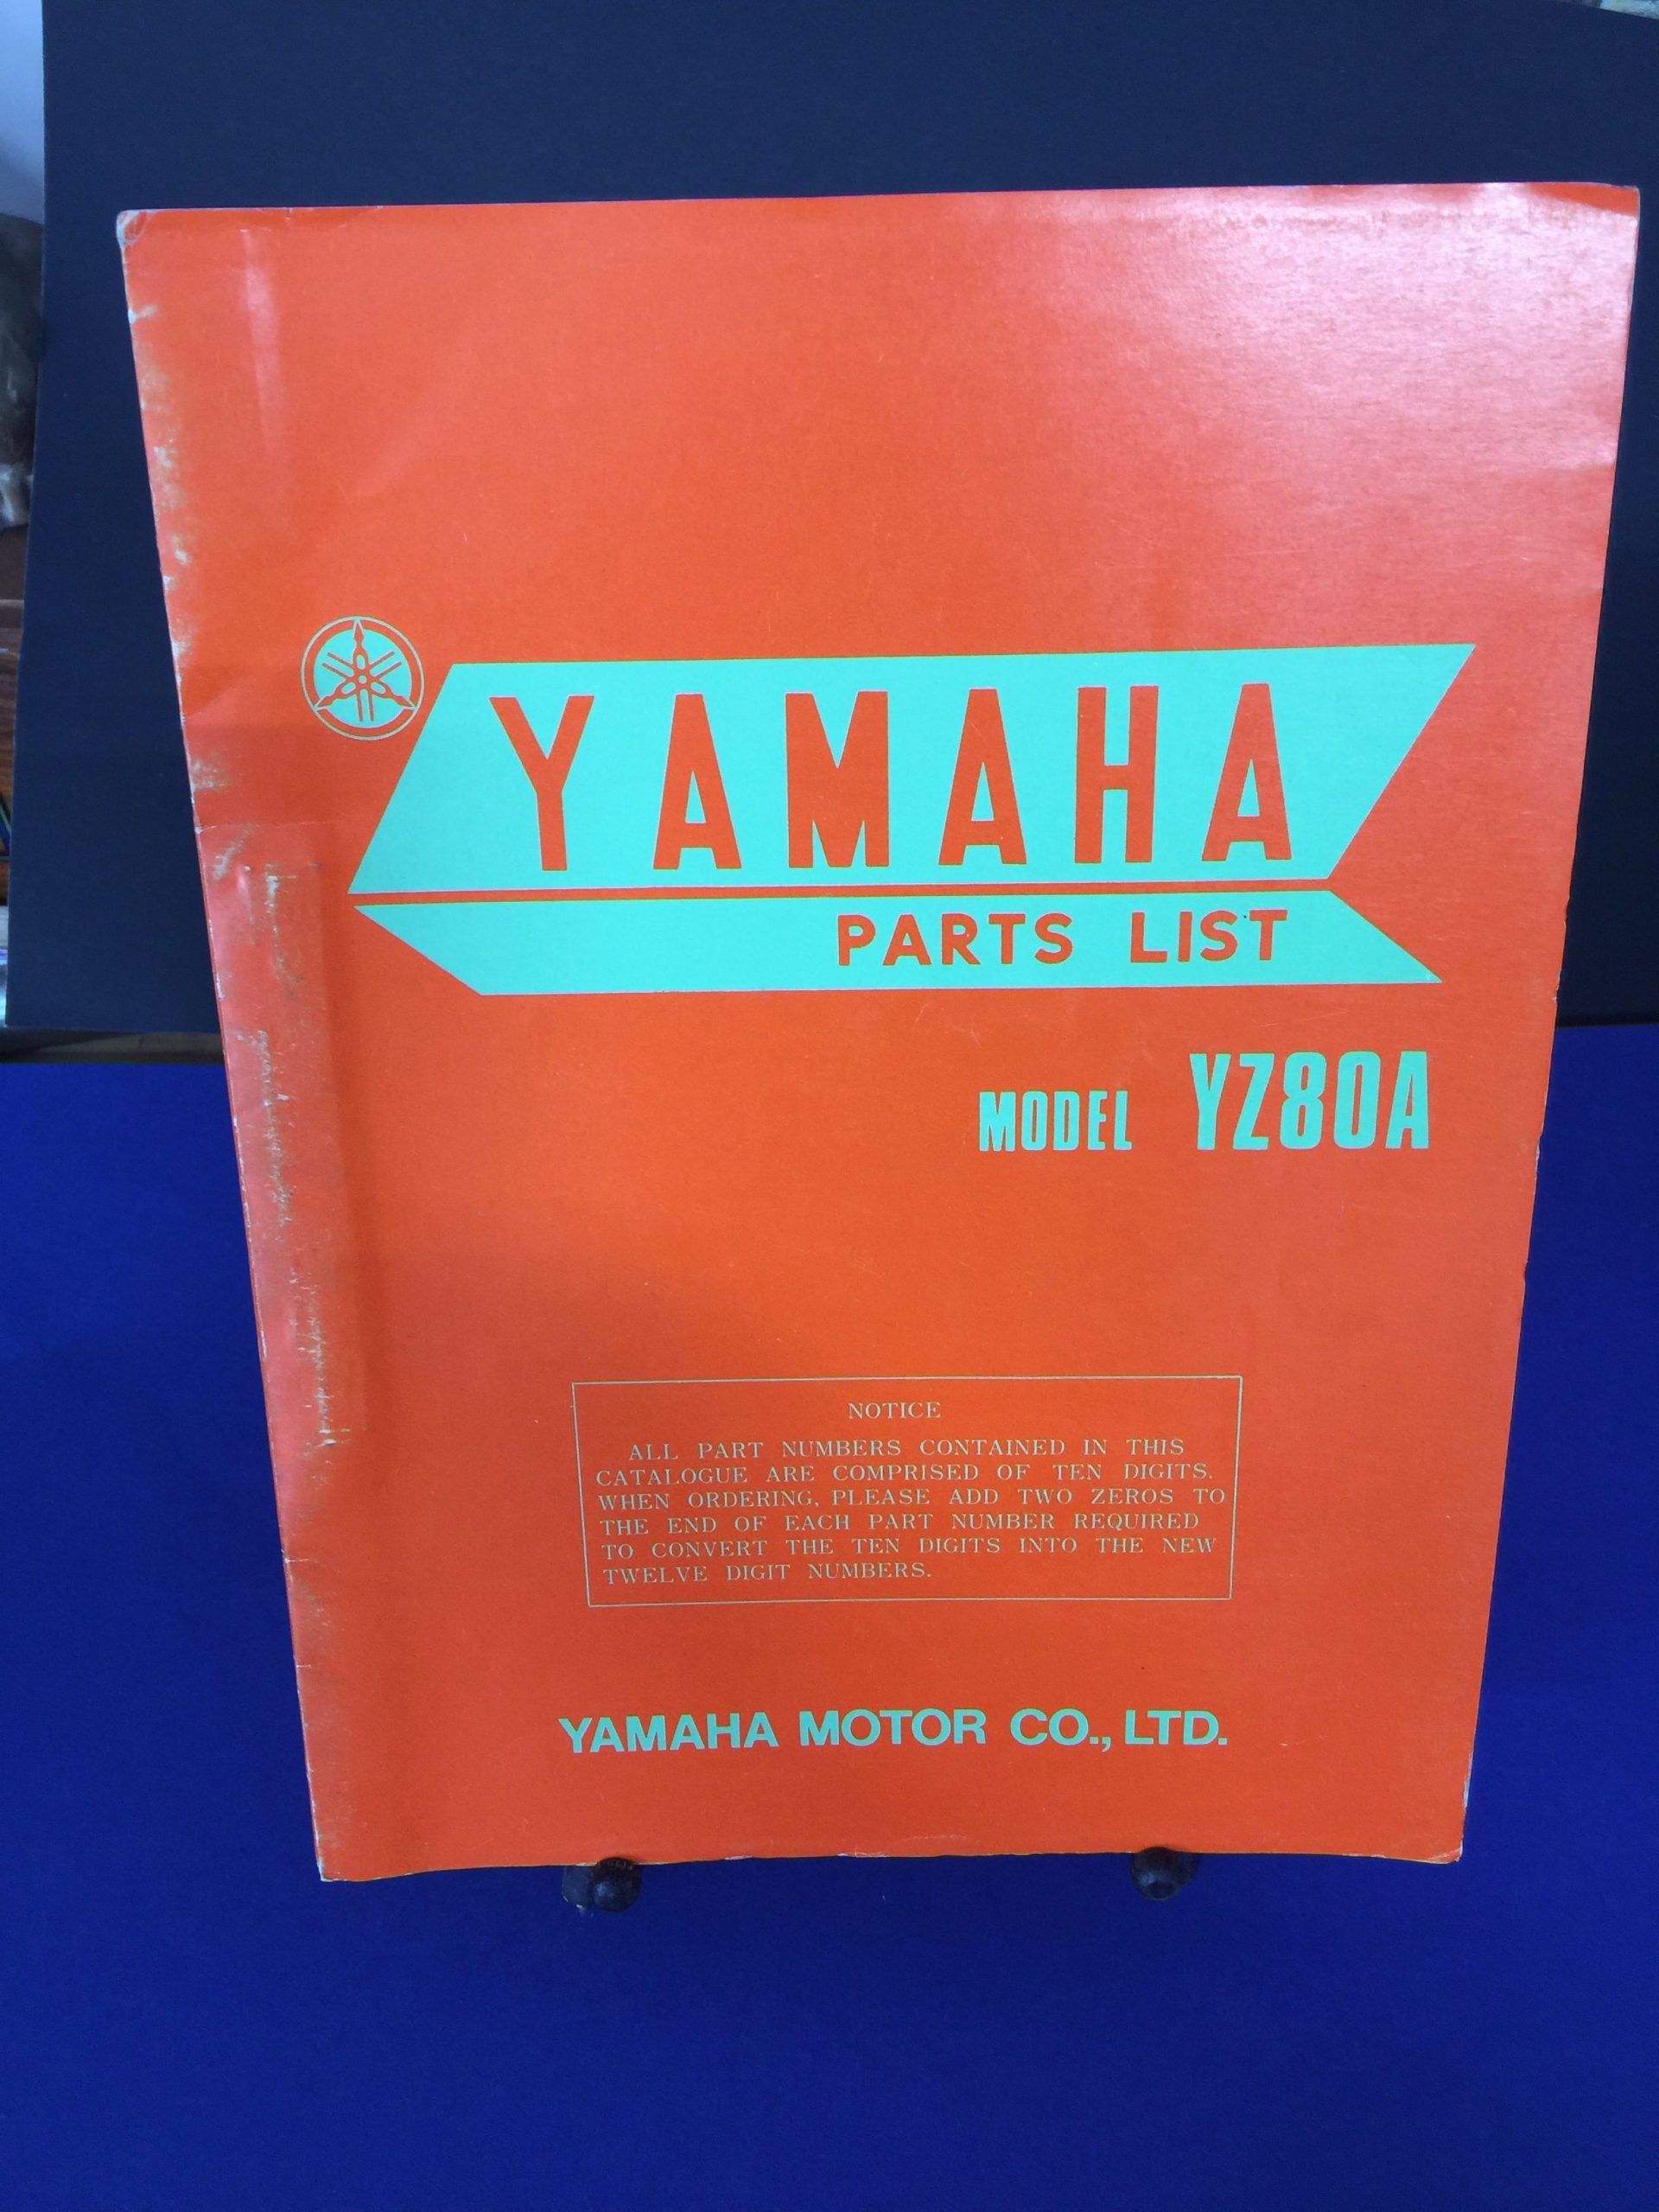 YAMAHA
PARTS LIST
MODEL YZ80A
NOTICE
ALL PART NUMBERS CONTAINED IN THIS
CATALOGUE ARE COMPRISED OF TEN DIGITS.
WHEN ORDERING, PLEASE ADD TWO ZEROS TO
THE END OF EACH PART NUMBER REQUIRED
TO CONVERT THE TEN DIGITS INTO THE NEW
TWELVE DIGIT NUMBERS.
YAMAHA MOTOR CO., LTD.